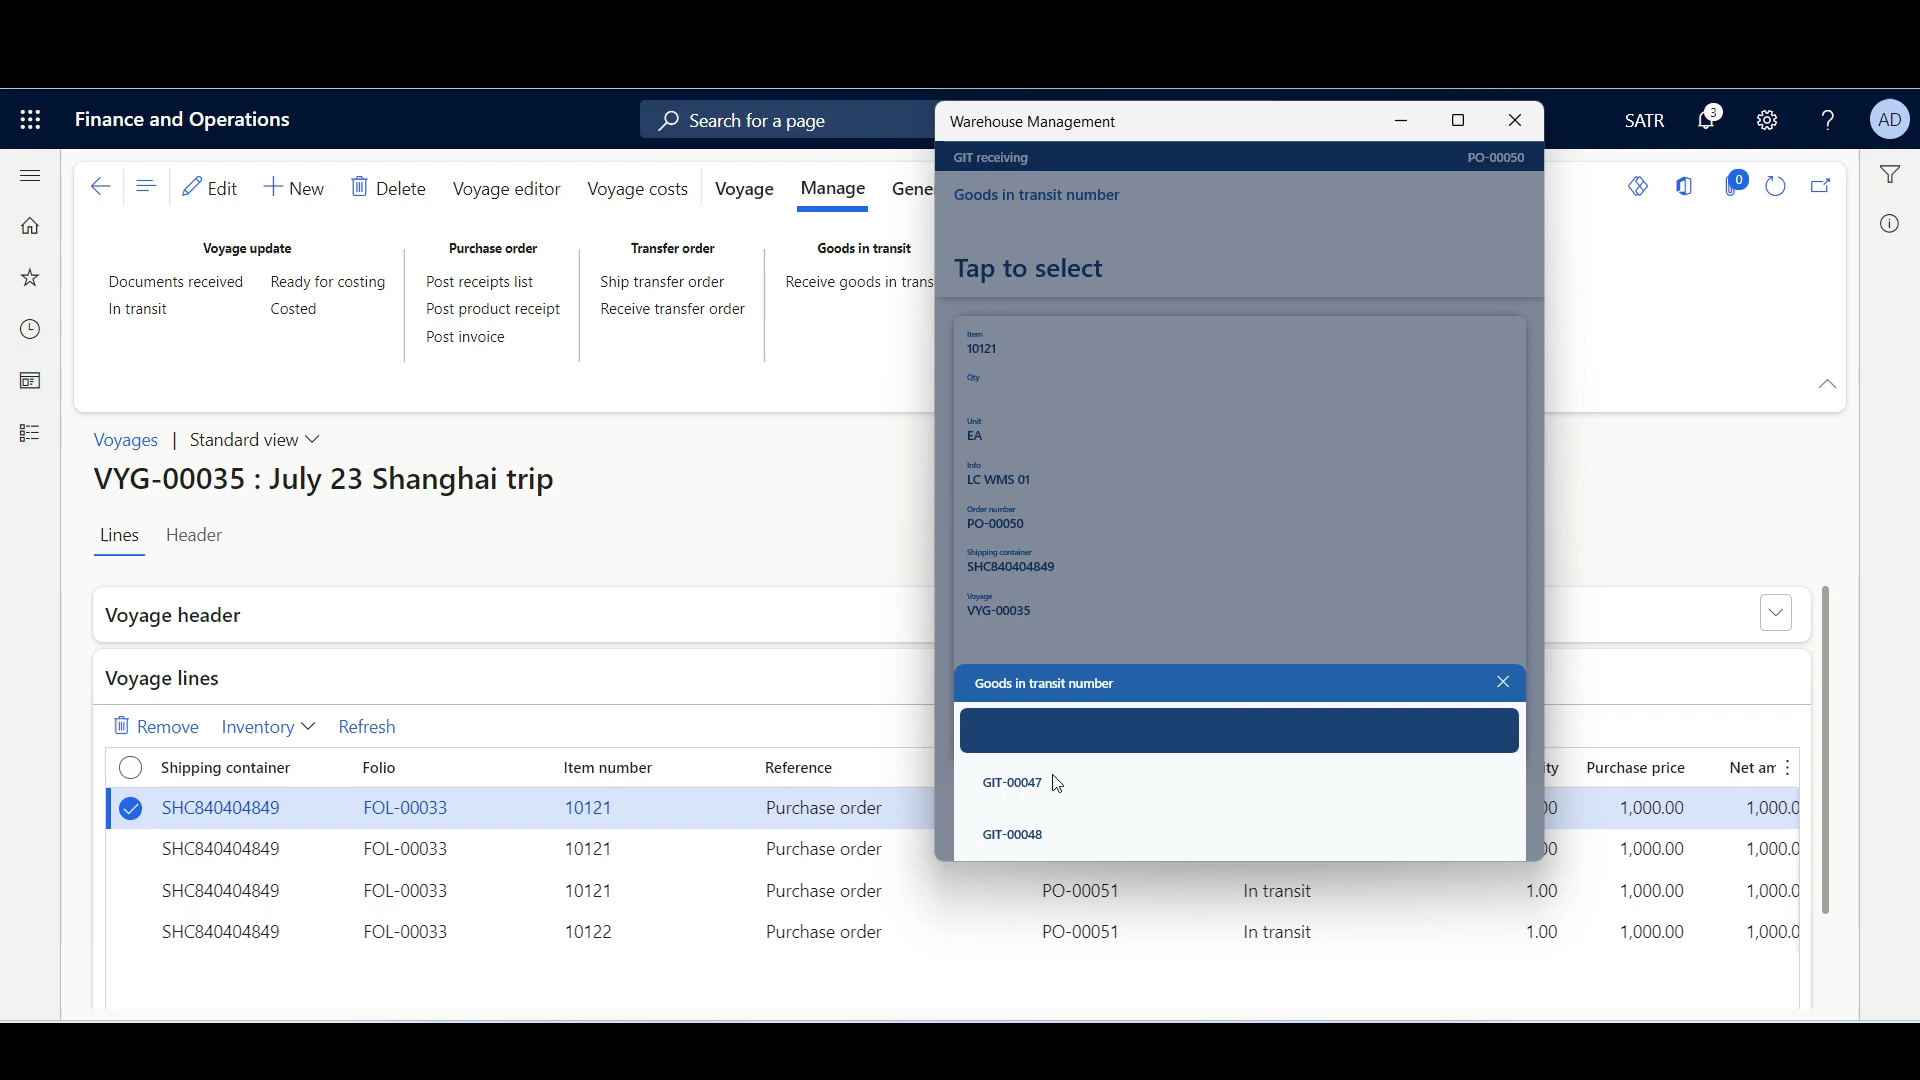 Finance and Operations
Search for a page
SATR
3
?
AD
Edit
New
Delete
Voyage editor
Voyage costs
Voyage
Manage
Gene
0
Voyage update
Documents received
Ready for costing
In transit
Costed
Purchase order
Post receipts list
Post product receipt
Post invoice
Transfer order
Ship transfer order
Receive transfer order
Goods in transit
Receive goods in trans
Voyages | Standard view
VYG-00035 : July 23 Shanghai trip
Lines
Header
Voyage header
Voyage lines
Remove
Inventory
Refresh
Shipping container Folio Item number Reference ity Purchase price Net am
SHC840404849 FOL-00033 10121 Purchase order 00 1,000.00 1,000.0
SHC840404849 FOL-00033 10121 Purchase order 00 1,000.00 1,000.0
SHC840404849 FOL-00033 10121 Purchase order PO-00051 In transit 1.00 1,000.00 1,000.0
SHC840404849 FOL-00033 10122 Purchase order PO-00051 In transit 1.00 1,000.00 1,000.0
Warehouse Management
GIT receiving
PO-00050
Goods in transit number
Tap to select
Item
10121
Qty
Unit
EA
Info
LC WMS 01
Order number
PO-00050
Shipping container
SHC840404849
Voyage
VYG-00035
Goods in transit number
GIT-00047
GIT-00048